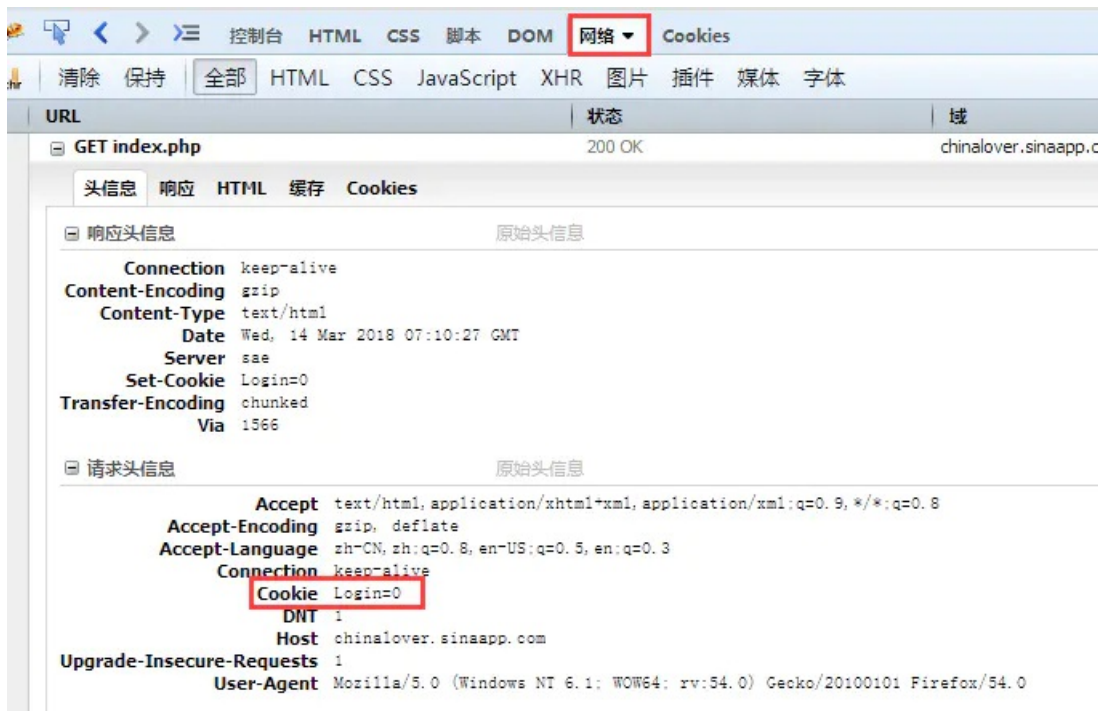 控制台 HTML CSS 脚本 DOM 网络 Cookies
清除 保持 全部 HTML CSS JavaScript XHR 图片 插件 媒体 字体
URL 状态 域
GET index.php 200 OK chinalover.sinaapp.c
头信息 响应 HTML 缓存 Cookies
响应头信息 原始头信息
Connection keep-alive
Content-Encoding gzip
Content-Type text/html
Date Wed, 14 Mar 2018 07:10:27 GMT
Server sae
Set-Cookie Login=0
Transfer-Encoding chunked
Via 1566
请求头信息 原始头信息
Accept text/html,application/xhtml+xml,application/xml;q=0.9,*/*;q=0.8
Accept-Encoding gzip, deflate
Accept-Language zh-CN,zh;q=0.8,en-US;q=0.5,en;q=0.3
Connection keep-alive
Cookie Login=0
DNT 1
Host chinalover.sinaapp.com
Upgrade-Insecure-Requests 1
User-Agent Mozilla/5.0 (Windows NT 6.1; WOW64; rv:54.0) Gecko/20100101 Firefox/54.0